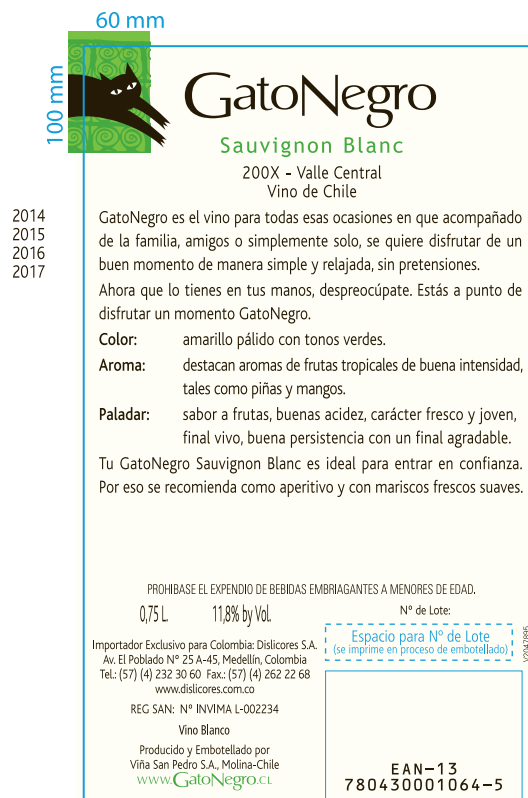 60 mm
100 mm
GatoNegro
Sauvignon Blanc
200X - Valle Central
Vino de Chile
2014
2015
2016
2017
GatoNegro es el vino para todas esas ocasiones en que acompañado
de la familia, amigos o simplemente solo, se quiere disfrutar de un
buen momento de manera simple y relajada, sin pretensiones.
Ahora que lo tienes en tus manos, despreocúpate. Estás a punto de
disfrutar un momento GatoNegro.
Color: amarillo pálido con tonos verdes.
Aroma: destacan aromas de frutas tropicales de buena intensidad,
tales como piñas y mangos.
Paladar: sabor a frutas, buenas acidez, carácter fresco y joven,
final vivo, buena persistencia con un final agradable.
Tu GatoNegro Sauvignon Blanc es ideal para entrar en confianza.
Por eso se recomienda como aperitivo y con mariscos frescos suaves.
PROHIBASE EL EXPENDIO DE BEBIDAS EMBRIAGANTES A MENORES DE EDAD.
0,75 L. 11,8% by Vol.
Nº de Lote:
Espacio para Nº de Lote
(se imprime en proceso de embotellado)
V2947895
Importador Exclusivo para Colombia: Dislicores S.A.
Av. El Poblado Nº 25 A-45, Medellín, Colombia
Tel.: (57) (4) 232 30 60 Fax.: (57) (4) 262 22 68
www.dislicores.com.co
REG SAN: Nº INVIMA L-002234
Vino Blanco
Producido y Embotellado por
Viña San Pedro S.A., Molina-Chile
WWW.GatoNegro.CL
EAN-13
780430001064-5